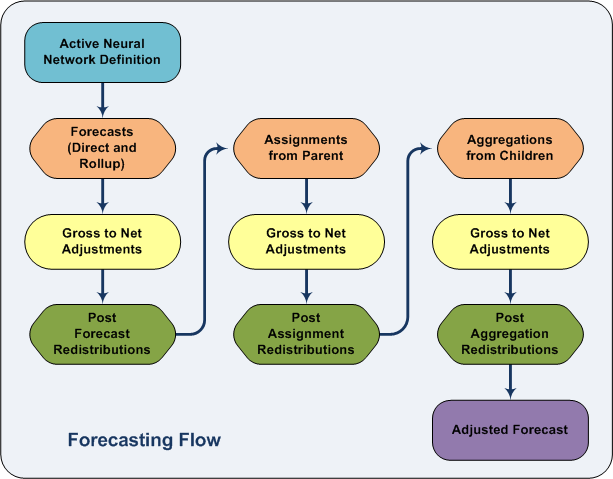 Active Neural
Network Definition
Forecasts
(Direct and
Rollup)
Gross to Net
Adjustments
Post
Forecast
Redistributions
Assignments
from Parent
Gross to Net
Adjustments
Post
Assignment
Redistributions
Aggregations
from Children
Gross to Net
Adjustments
Post
Aggregation
Redistributions
Adjusted Forecast
Forecasting Flow